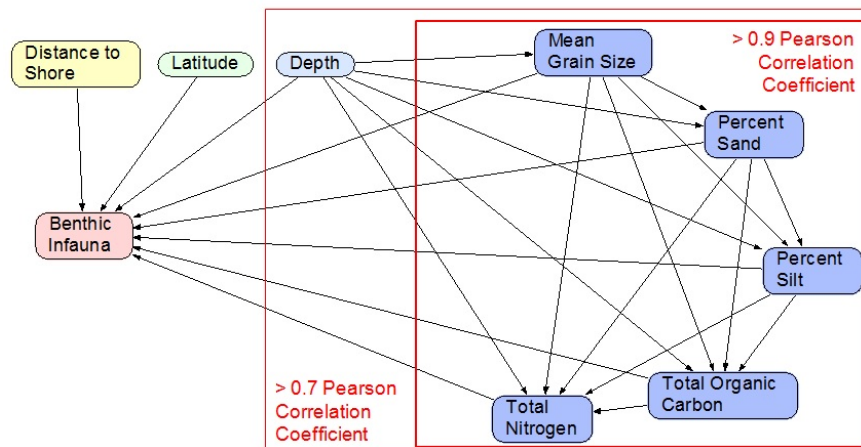 Distance to
Shore
Latitude
Depth
Mean
Grain Size
> 0.9 Pearson
Correlation
Coefficient
Percent
Sand
Benthic
Infauna
Percent
Silt
> 0.7 Pearson
Correlation
Coefficient
Total
Nitrogen
Total Organic
Carbon